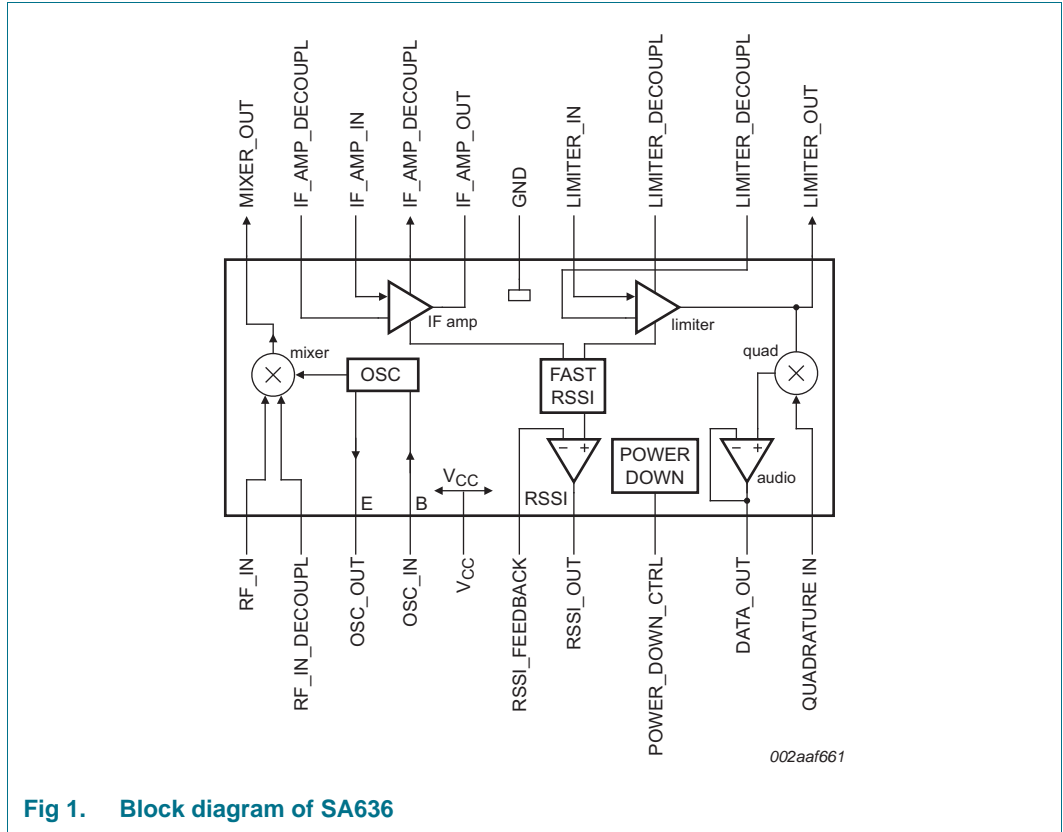 MIXER_OUT
IF_AMP_DECOUPL
IF_AMP_IN
IF_AMP_DECOUPL
IF_AMP_OUT
GND
LIMITER_IN
LIMITER_DECOUPL
LIMITER_DECOUPL
LIMITER_OUT
IF amp
limiter
mixer
quad
OSC
FAST
RSSI
POWER
DOWN
− +
− +
audio
VCC
RSSI
E
B
RF_IN
RF_IN_DECOUPL
OSC_OUT
OSC_IN
VCC
RSSI_FEEDBACK
RSSI_OUT
POWER_DOWN_CTRL
DATA_OUT
QUADRATURE IN
002aaf661
Fig 1. Block diagram of SA636